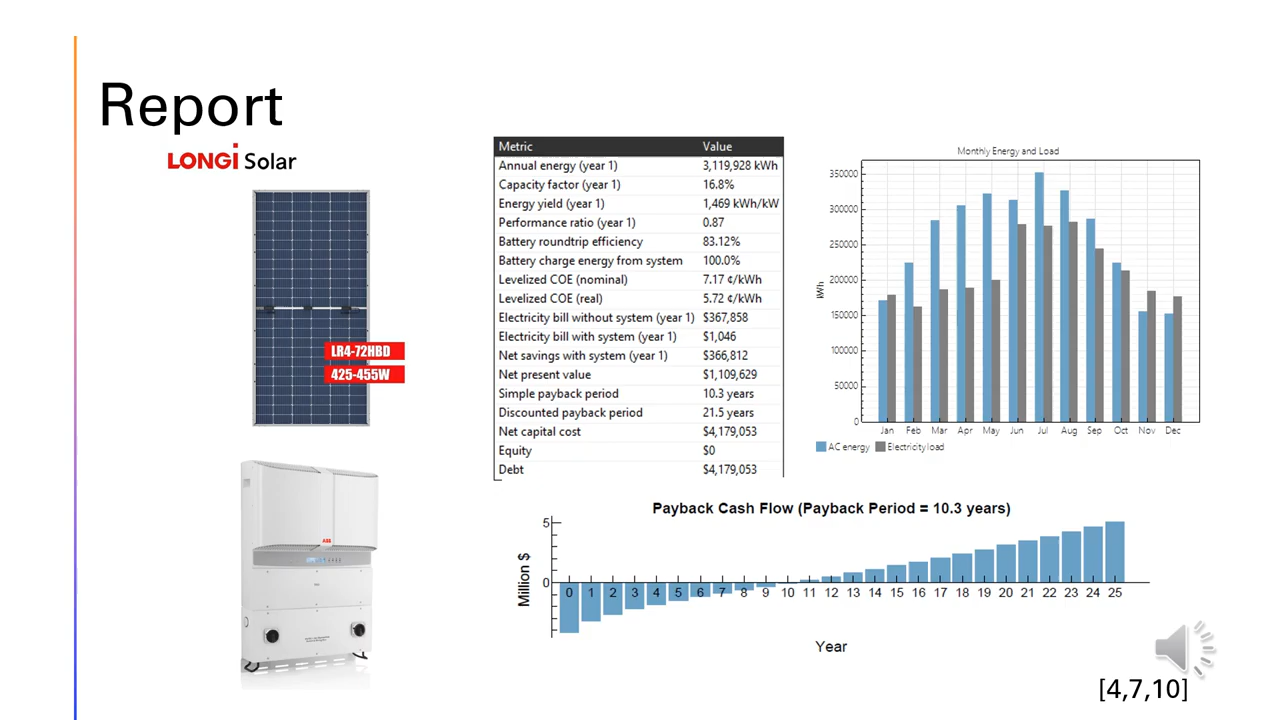 Report
LONGi Solar
LR4-72HBD
425-455W
Metric Value
Annual energy (year 1) 3,119,928 kWh
Capacity factor (year 1) 16.8%
Energy yield (year 1) 1,469 kWh/kW
Performance ratio (year 1) 0.87
Battery roundtrip efficiency 83.12%
Battery charge energy from system 100.0%
Levelized COE (nominal) 7.17 ¢/kWh
Levelized COE (real) 5.72 ¢/kWh
Electricity bill without system (year 1) $367,858
Electricity bill with system (year 1) $1,046
Net savings with system (year 1) $366,812
Net present value $1,109,629
Simple payback period 10.3 years
Discounted payback period 21.5 years
Net capital cost $4,179,053
Equity $0
Debt $4,179,053
Monthly Energy and Load
350000
300000
250000
200000
150000
100000
50000
0
kWh
Jan Feb Mar Apr May Jun Jul Aug Sep Oct Nov Dec
AC energy Electricity load
ABB
Payback Cash Flow (Payback Period = 10.3 years)
5
0
Million $
0 1 2 3 4 5 6 7 8 9 10 11 12 13 14 15 16 17 18 19 20 21 22 23 24 25
Year
[4,7,10]